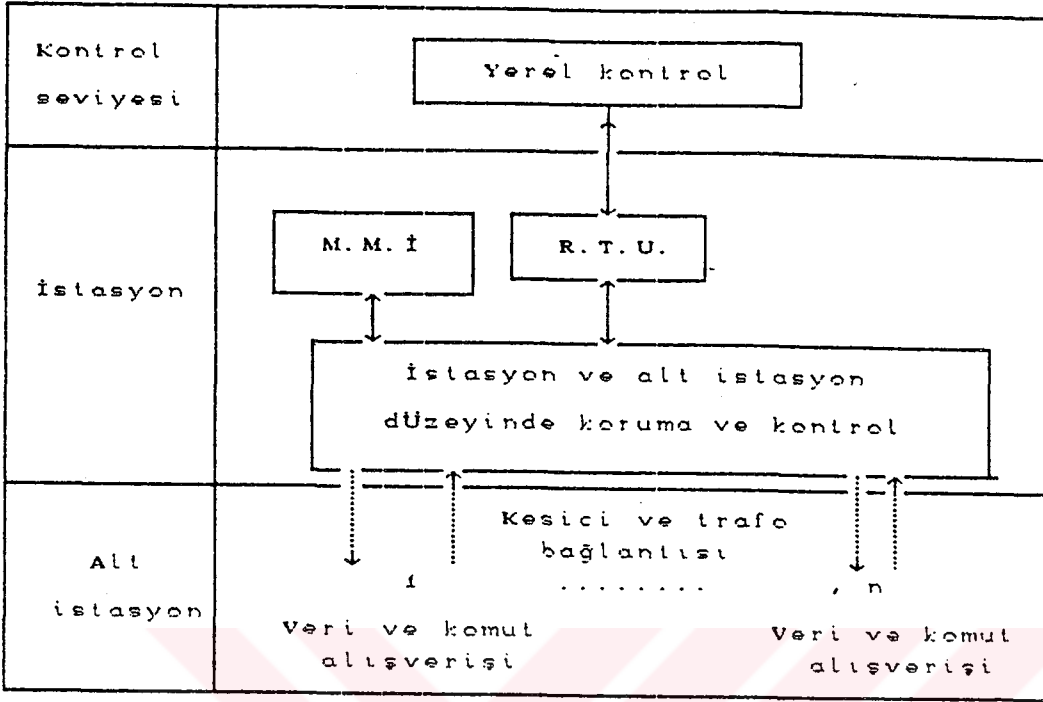 Kontrol
seviyesi
Yerel kontrol
İstasyon
M. M. İ
R. T. U.
İstasyon ve alt istasyon
düzeyinde koruma ve kontrol
Alt
istasyon
Kesici ve trafo
bağlantısı
1 ........ , n
Veri ve komut
alışverişi
Veri ve komut
alışverişi